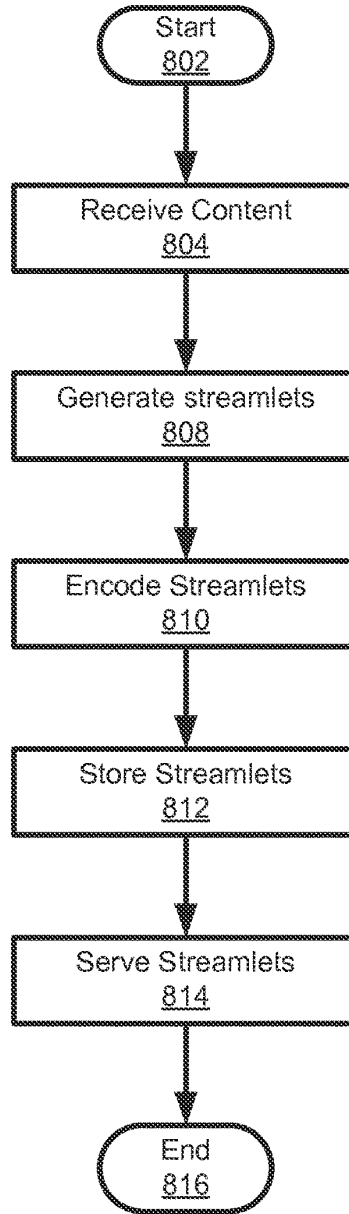 Start
802
Receive Content
804
Generate streamlets
808
Encode Streamlets
810
Store Streamlets
812
Serve Streamlets
814
End
816